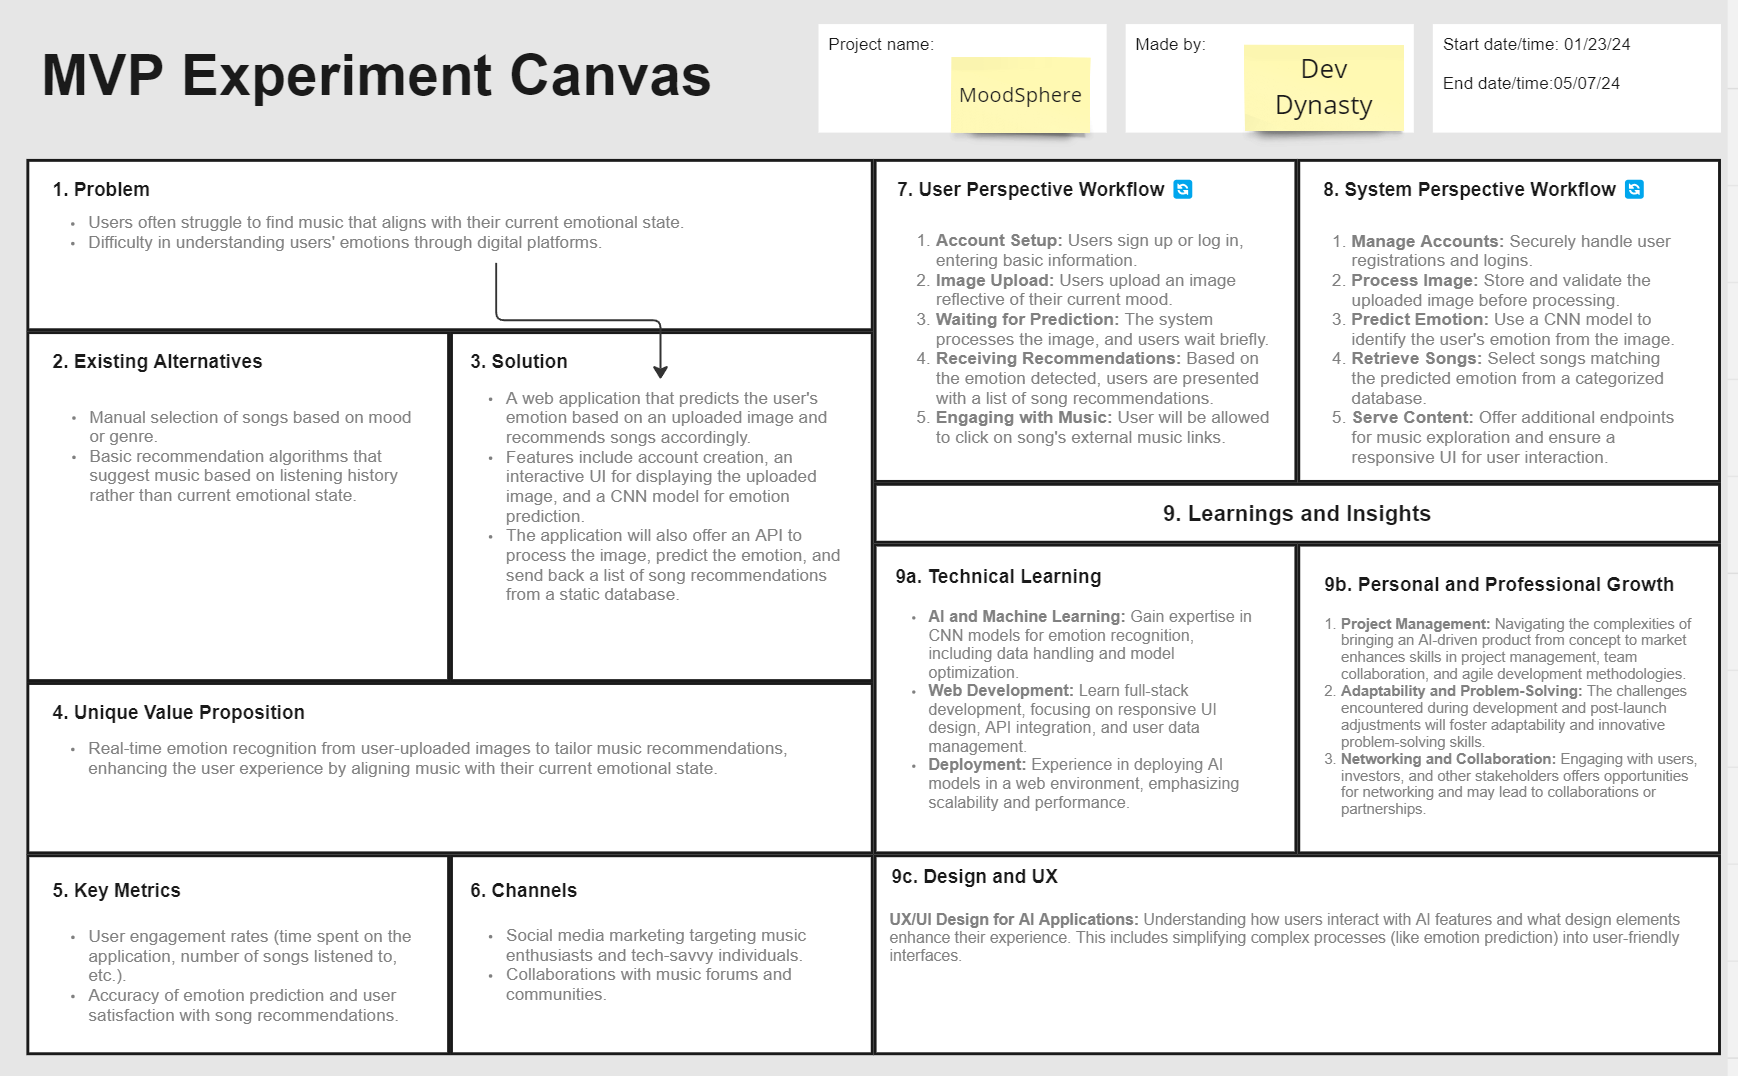 MVP Experiment Canvas
Project name:
MoodSphere
Made by:
Dev
Dynasty
Start date/time: 01/23/24
End date/time:05/07/24
1. Problem
• Users often struggle to find music that aligns with their current emotional state.
• Difficulty in understanding users' emotions through digital platforms.
2. Existing Alternatives
• Manual selection of songs based on mood
or genre.
• Basic recommendation algorithms that
suggest music based on listening history
rather than current emotional state.
3. Solution
• A web application that predicts the user's
emotion based on an uploaded image and
recommends songs accordingly.
• Features include account creation, an
interactive UI for displaying the uploaded
image, and a CNN model for emotion
prediction.
• The application will also offer an API to
process the image, predict the emotion, and
send back a list of song recommendations
from a static database.
4. Unique Value Proposition
• Real-time emotion recognition from user-uploaded images to tailor music recommendations,
enhancing the user experience by aligning music with their current emotional state.
5. Key Metrics
• User engagement rates (time spent on the
application, number of songs listened to,
etc.).
• Accuracy of emotion prediction and user
satisfaction with song recommendations.
6. Channels
• Social media marketing targeting music
enthusiasts and tech-savvy individuals.
• Collaborations with music forums and
communities.
7. User Perspective Workflow
1. Account Setup: Users sign up or log in,
entering basic information.
2. Image Upload: Users upload an image
reflective of their current mood.
3. Waiting for Prediction: The system
processes the image, and users wait briefly.
4. Receiving Recommendations: Based on
the emotion detected, users are presented
with a list of song recommendations.
5. Engaging with Music: User will be allowed
to click on song's external music links.
8. System Perspective Workflow
1. Manage Accounts: Securely handle user
registrations and logins.
2. Process Image: Store and validate the
uploaded image before processing.
3. Predict Emotion: Use a CNN model to
identify the user's emotion from the image.
4. Retrieve Songs: Select songs matching
the predicted emotion from a categorized
database.
5. Serve Content: Offer additional endpoints
for music exploration and ensure a
responsive UI for user interaction.
9. Learnings and Insights
9a. Technical Learning
• AI and Machine Learning: Gain expertise in
CNN models for emotion recognition,
including data handling and model
optimization.
• Web Development: Learn full-stack
development, focusing on responsive UI
design, API integration, and user data
management.
• Deployment: Experience in deploying AI
models in a web environment, emphasizing
scalability and performance.
9b. Personal and Professional Growth
1. Project Management: Navigating the complexities of
bringing an AI-driven product from concept to market
enhances skills in project management, team
collaboration, and agile development methodologies.
2. Adaptability and Problem-Solving: The challenges
encountered during development and post-launch
adjustments will foster adaptability and innovative
problem-solving skills.
3. Networking and Collaboration: Engaging with users,
investors, and other stakeholders offers opportunities
for networking and may lead to collaborations or
partnerships.
9c. Design and UX
UX/UI Design for AI Applications: Understanding how users interact with AI features and what design elements
enhance their experience. This includes simplifying complex processes (like emotion prediction) into user-friendly
interfaces.